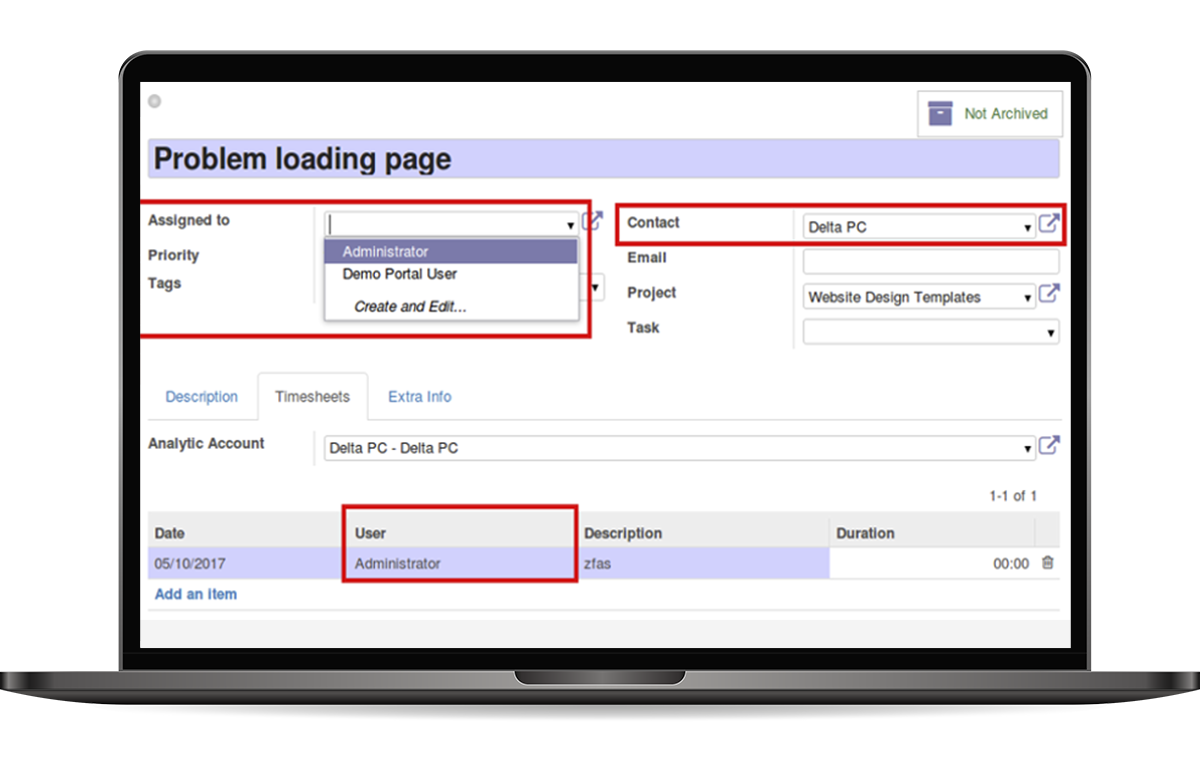 Not Archived
Problem loading page
Assigned to
Administrator
Demo Portal User
Create and Edit...
Priority
Tags
Contact Delta PC
Email
Project Website Design Templates
Task
Description Timesheets Extra Info
Analytic Account Delta PC - Delta PC
1-1 of 1
Date User Description Duration
05/10/2017 Administrator zfas 00:00
Add an item